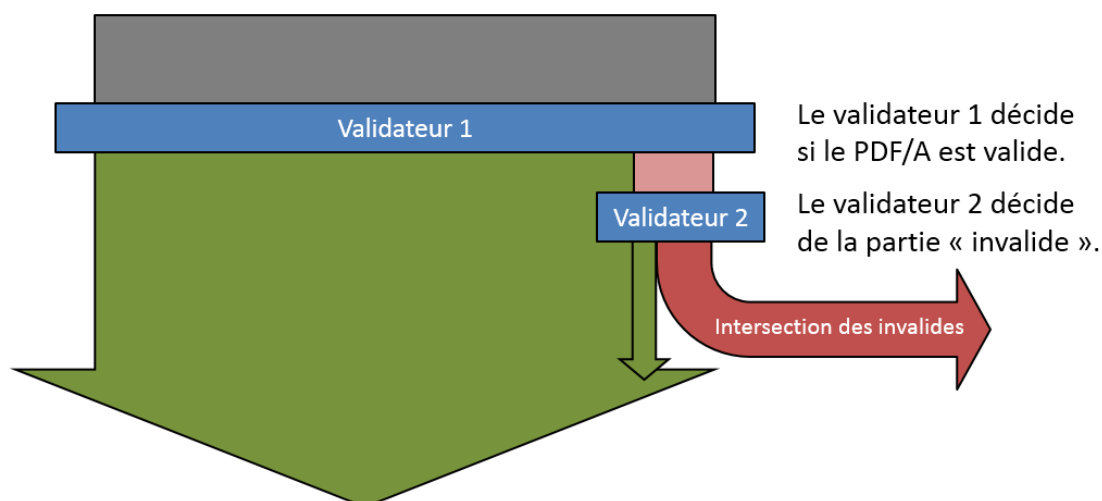 Validateur 1
Le validateur 1 décide
si le PDF/A est valide.
Validateur 2
Le validateur 2 décide
de la partie « invalide ».
Intersection des invalides